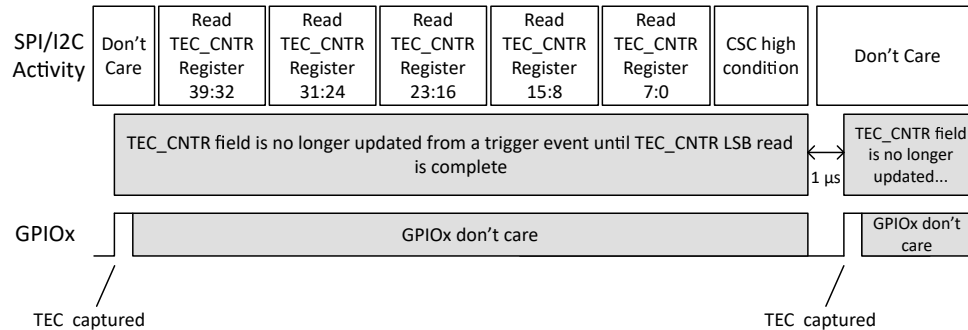 SPI/I2C
Activity
Don't
Care
Read
TEC_CNTR
Register
39:32
Read
TEC_CNTR
Register
31:24
Read
TEC_CNTR
Register
23:16
Read
TEC_CNTR
Register
15:8
Read
TEC_CNTR
Register
7:0
CSC high
condition
Don't Care
TEC_CNTR field is no longer updated from a trigger event until TEC_CNTR LSB read
is complete
1 µs
TEC_CNTR field
is no longer
updated...
GPIOx
GPIOx don't care
GPIOx don't
care
TEC captured
TEC captured